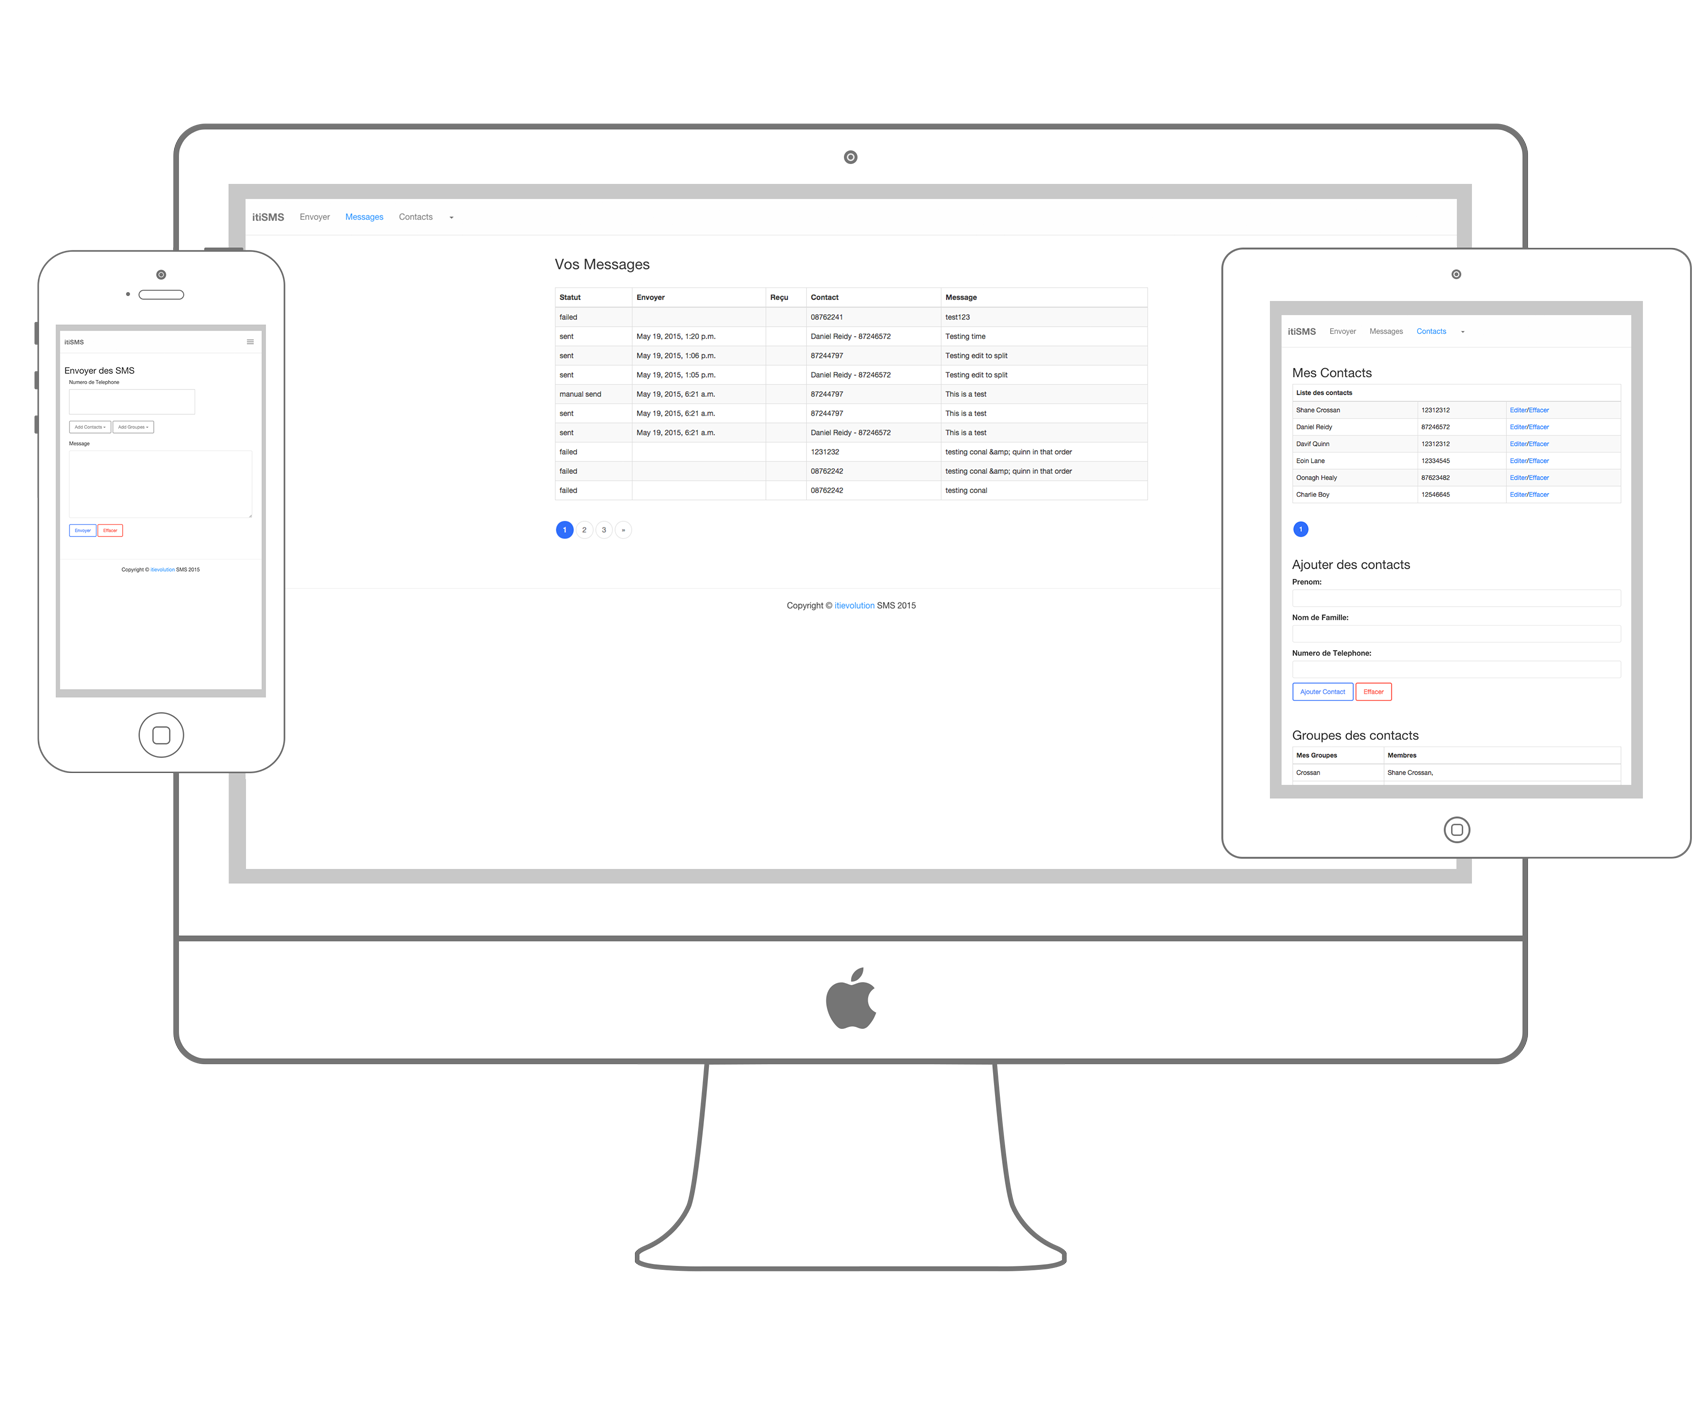 itiSMS Envoyer Messages Contacts
Vos Messages
Statut Envoyer Reçu Contact Message
failed 08762241 test123
sent May 19, 2015, 1:20 p.m. Daniel Reidy - 87246572 Testing time
sent May 19, 2015, 1:06 p.m. 87244797 Testing edit to split
sent May 19, 2015, 1:05 p.m. Daniel Reidy - 87246572 Testing edit to split
manual send May 19, 2015, 6:21 a.m. 87244797 This is a test
sent May 19, 2015, 6:21 a.m. 87244797 This is a test
sent May 19, 2015, 6:21 a.m. Daniel Reidy - 87246572 This is a test
failed 1231232 testing conal &amp; quinn in that order
failed 08762242 testing conal &amp; quinn in that order
failed 08762242 testing conal
1 2 3 »
Copyright © itievolution SMS 2015
itiSMS
Envoyer des SMS
Numero de Telephone
Add Contacts + Add Groupes +
Message
Envoyer Effacer
Copyright © itievolution SMS 2015
itiSMS Envoyer Messages Contacts
Mes Contacts
Liste des contacts
Shane Crossan 12312312 Editer/Effacer
Daniel Reidy 87246572 Editer/Effacer
Davif Quinn 12312312 Editer/Effacer
Eoin Lane 12334545 Editer/Effacer
Oonagh Healy 87623482 Editer/Effacer
Charlie Boy 12546645 Editer/Effacer
1
Ajouter des contacts
Prenom:
Nom de Famille:
Numero de Telephone:
Ajouter Contact Effacer
Groupes des contacts
Mes Groupes Membres
Crossan Shane Crossan,